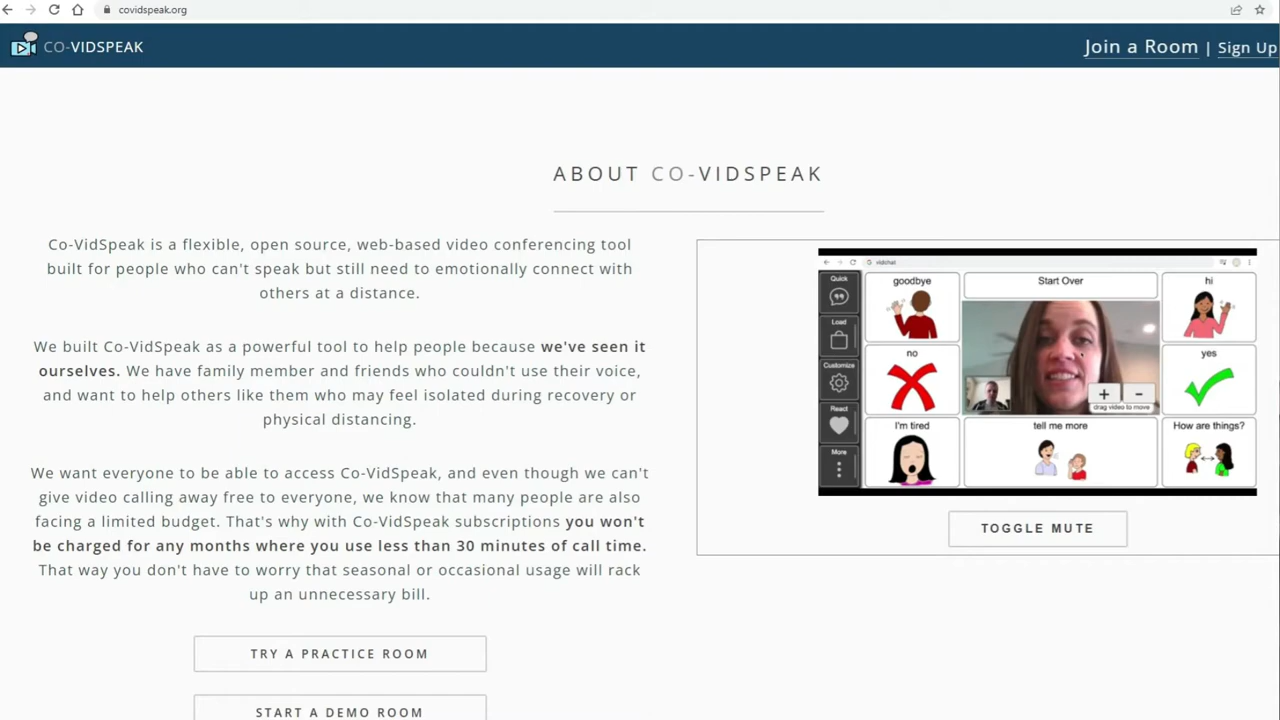 covidspeak.org
CO-VIDSPEAK
Join a Room | Sign Up
ABOUT CO-VIDSPEAK
Co-VidSpeak is a flexible, open source, web-based video conferencing tool
built for people who can't speak but still need to emotionally connect with
others at a distance.
We built Co-VidSpeak as a powerful tool to help people because we've seen it
ourselves. We have family member and friends who couldn't use their voice,
and want to help others like them who may feel isolated during recovery or
physical distancing.
We want everyone to be able to access Co-VidSpeak, and even though we can't
give video calling away free to everyone, we know that many people are also
facing a limited budget. That's why with Co-VidSpeak subscriptions you won't
be charged for any months where you use less than 30 minutes of call time.
That way you don't have to worry that seasonal or occasional usage will rack
up an unnecessary bill.
TRY A PRACTICE ROOM
START A DEMO ROOM
vidchat
Quick
goodbye
Start Over
hi
Load
no
yes
Customize
+ -
drag video to move
React
I'm tired
tell me more
How are things?
More
TOGGLE MUTE